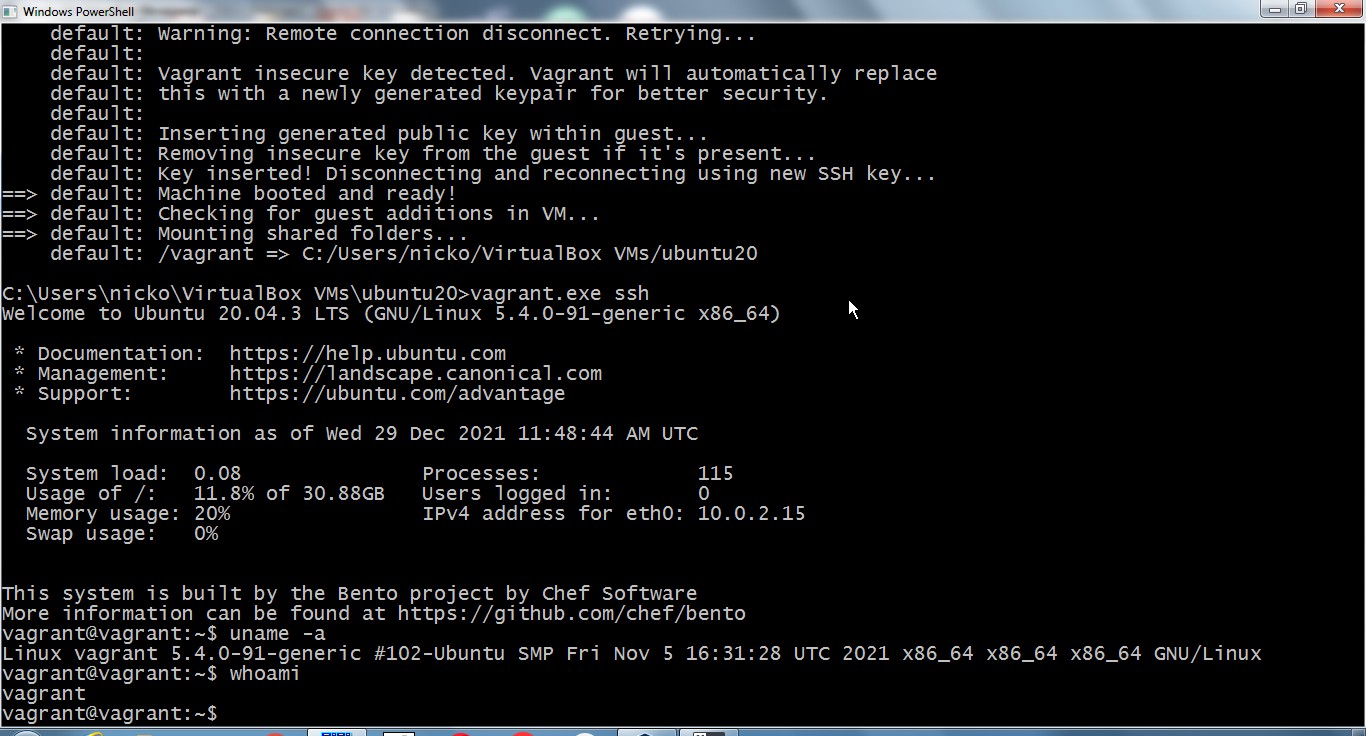 Windows PowerShell
default: Warning: Remote connection disconnect. Retrying...
default:
default: Vagrant insecure key detected. Vagrant will automatically replace
default: this with a newly generated keypair for better security.
default:
default: Inserting generated public key within guest...
default: Removing insecure key from the guest if it's present...
default: Key inserted! Disconnecting and reconnecting using new SSH key...
==> default: Machine booted and ready!
==> default: Checking for guest additions in VM...
==> default: Mounting shared folders...
default: /vagrant => C:/Users/nicko/VirtualBox VMs/ubuntu20
C:\Users\nicko\VirtualBox VMs\ubuntu20>vagrant.exe ssh
Welcome to Ubuntu 20.04.3 LTS (GNU/Linux 5.4.0-91-generic x86_64)
* Documentation:  https://help.ubuntu.com
* Management:     https://landscape.canonical.com
* Support:        https://ubuntu.com/advantage
System information as of Wed 29 Dec 2021 11:48:44 AM UTC
System load:  0.08               Processes:             115
Usage of /:   11.8% of 30.88GB   Users logged in:       0
Memory usage: 20%                IPv4 address for eth0: 10.0.2.15
Swap usage:   0%
This system is built by the Bento project by Chef Software
More information can be found at https://github.com/chef/bento
vagrant@vagrant:~$ uname -a
Linux vagrant 5.4.0-91-generic #102-Ubuntu SMP Fri Nov 5 16:31:28 UTC 2021 x86_64 x86_64 x86_64 GNU/Linux
vagrant@vagrant:~$ whoami
vagrant
vagrant@vagrant:~$